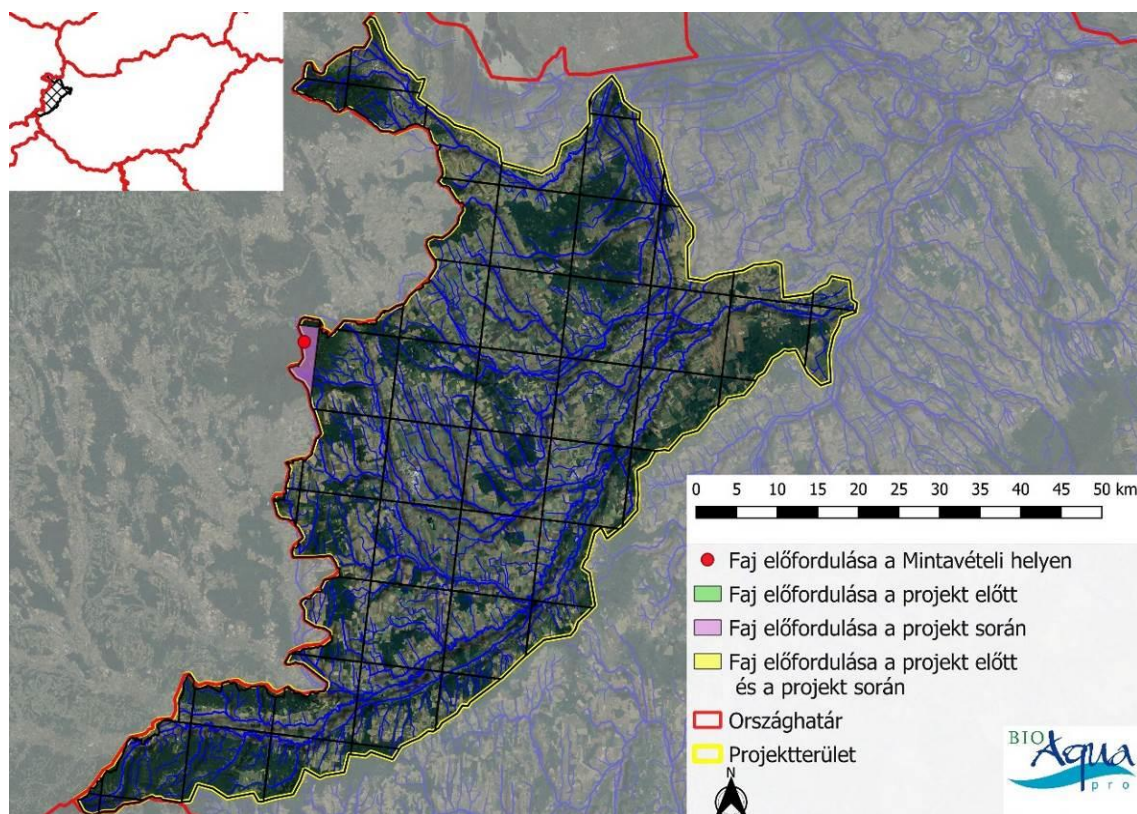 0 5 10 15 20 25 30 35 40 45 50 km
Faj előfordulása a Mintavételi helyen
Faj előfordulása a projekt előtt
Faj előfordulása a projekt során
Faj előfordulása a projekt előtt
és a projekt során
Országhatár
Projektterület
N
BIO
Aqua
pro